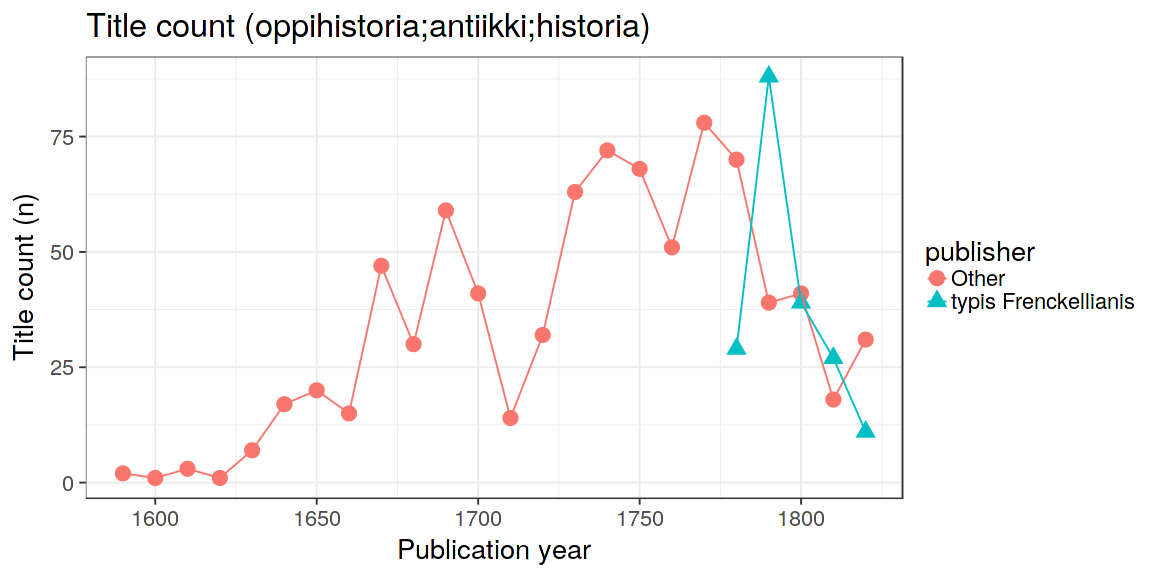 Title count (oppihistoria;antiikki;historia)
Title count (n)
75
50
25
0
1600 1650 1700 1750 1800
Publication year
publisher
Other
typis Frenckellianis